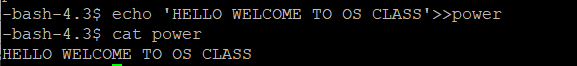 -bash-4.3$ echo 'HELLO WELCOME TO OS CLASS'>>power
-bash-4.3$ cat power
HELLO WELCOME TO OS CLASS